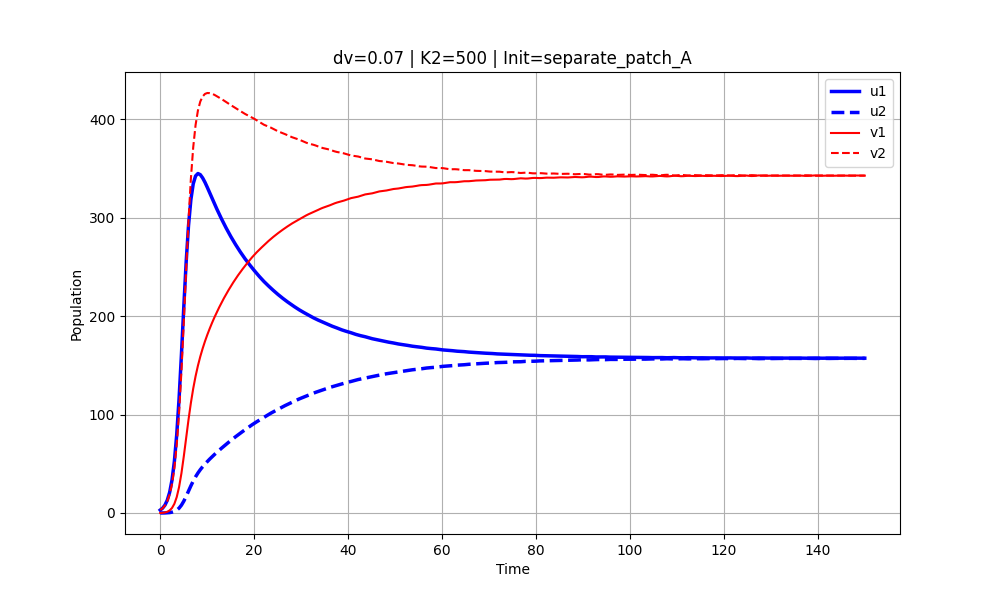 dv=0.07 | K2=500 | Init=separate_patch_A
u1
u2
v1
v2
Population
400
300
200
100
0
0 20 40 60 80 100 120 140
Time